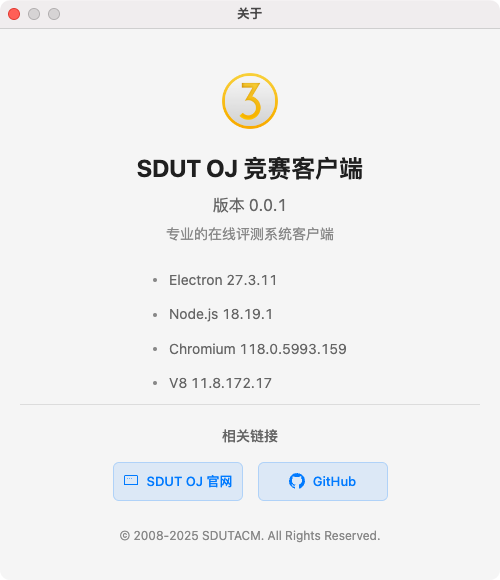 关于
3
SDUT OJ 竞赛客户端
版本 0.0.1
专业的在线评测系统客户端
• Electron 27.3.11
• Node.js 18.19.1
• Chromium 118.0.5993.159
• V8 11.8.172.17
相关链接
SDUT OJ 官网
GitHub
© 2008-2025 SDUTACM. All Rights Reserved.